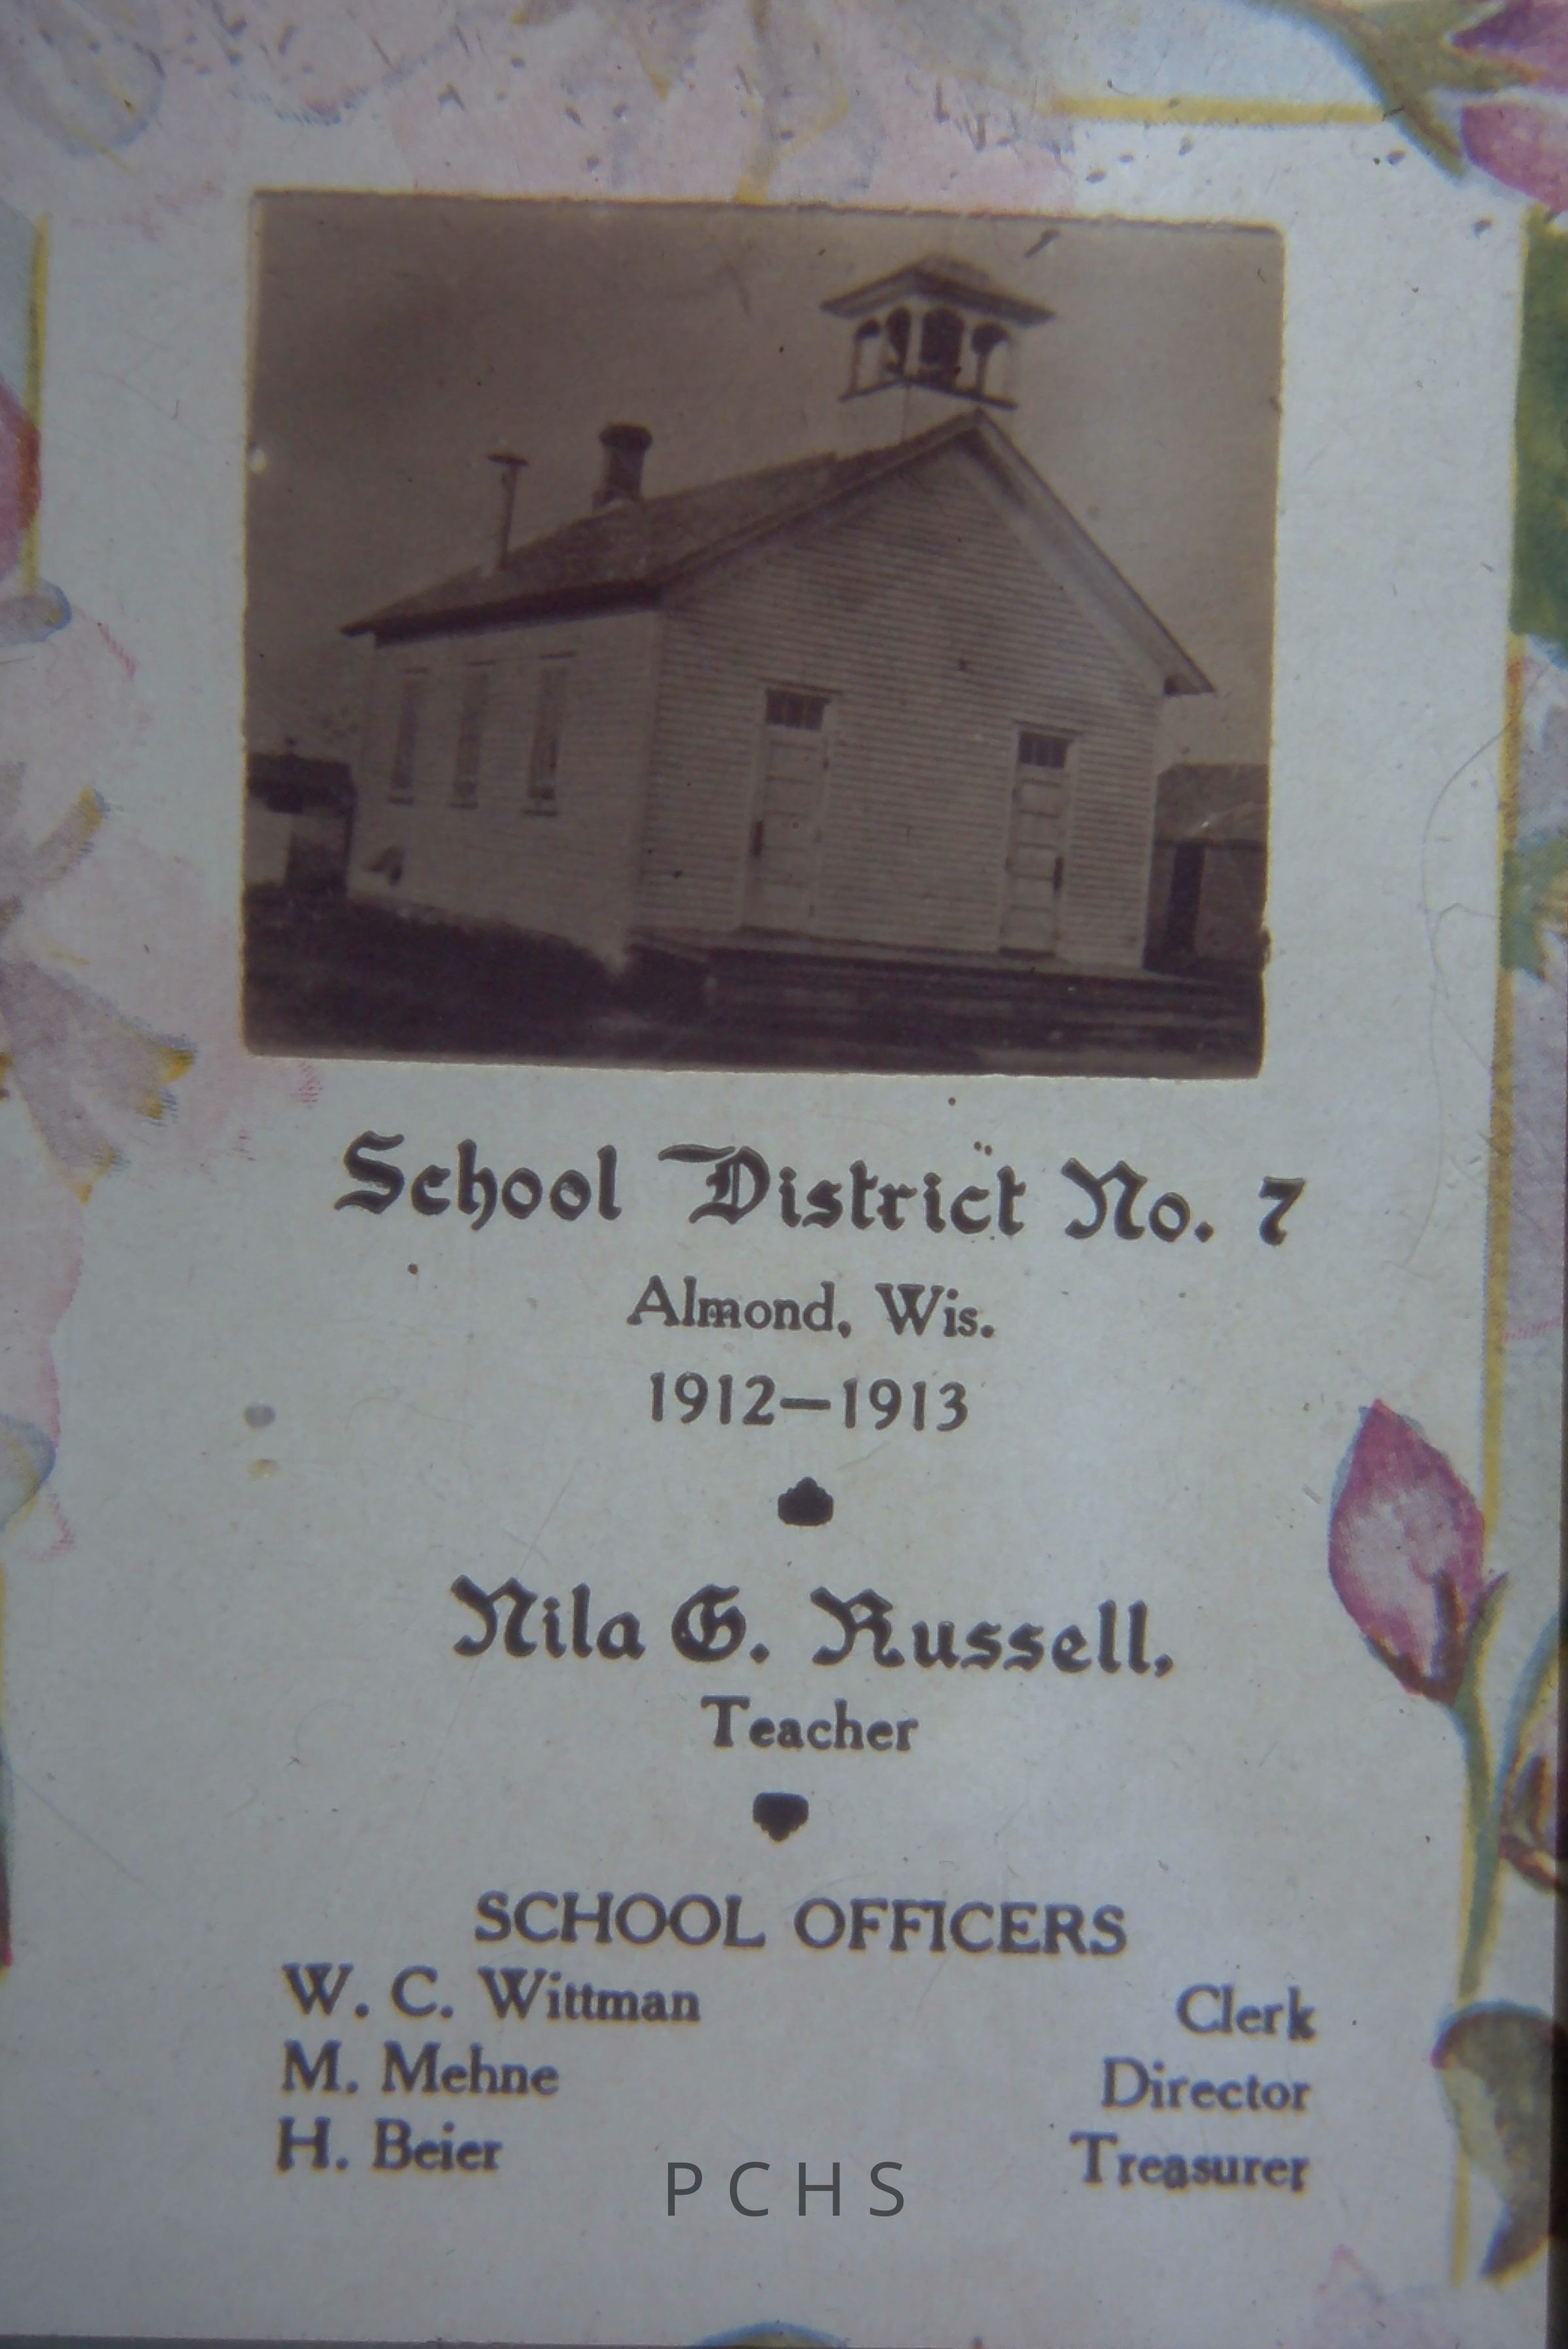 School District No. 7
Almond, Wis.
1912—1913
Nila G. Russell,
Teacher
SCHOOL OFFICERS
W. C. Wittman Clerk
M. Mehne Director
H. Beier Treasurer
PCHS